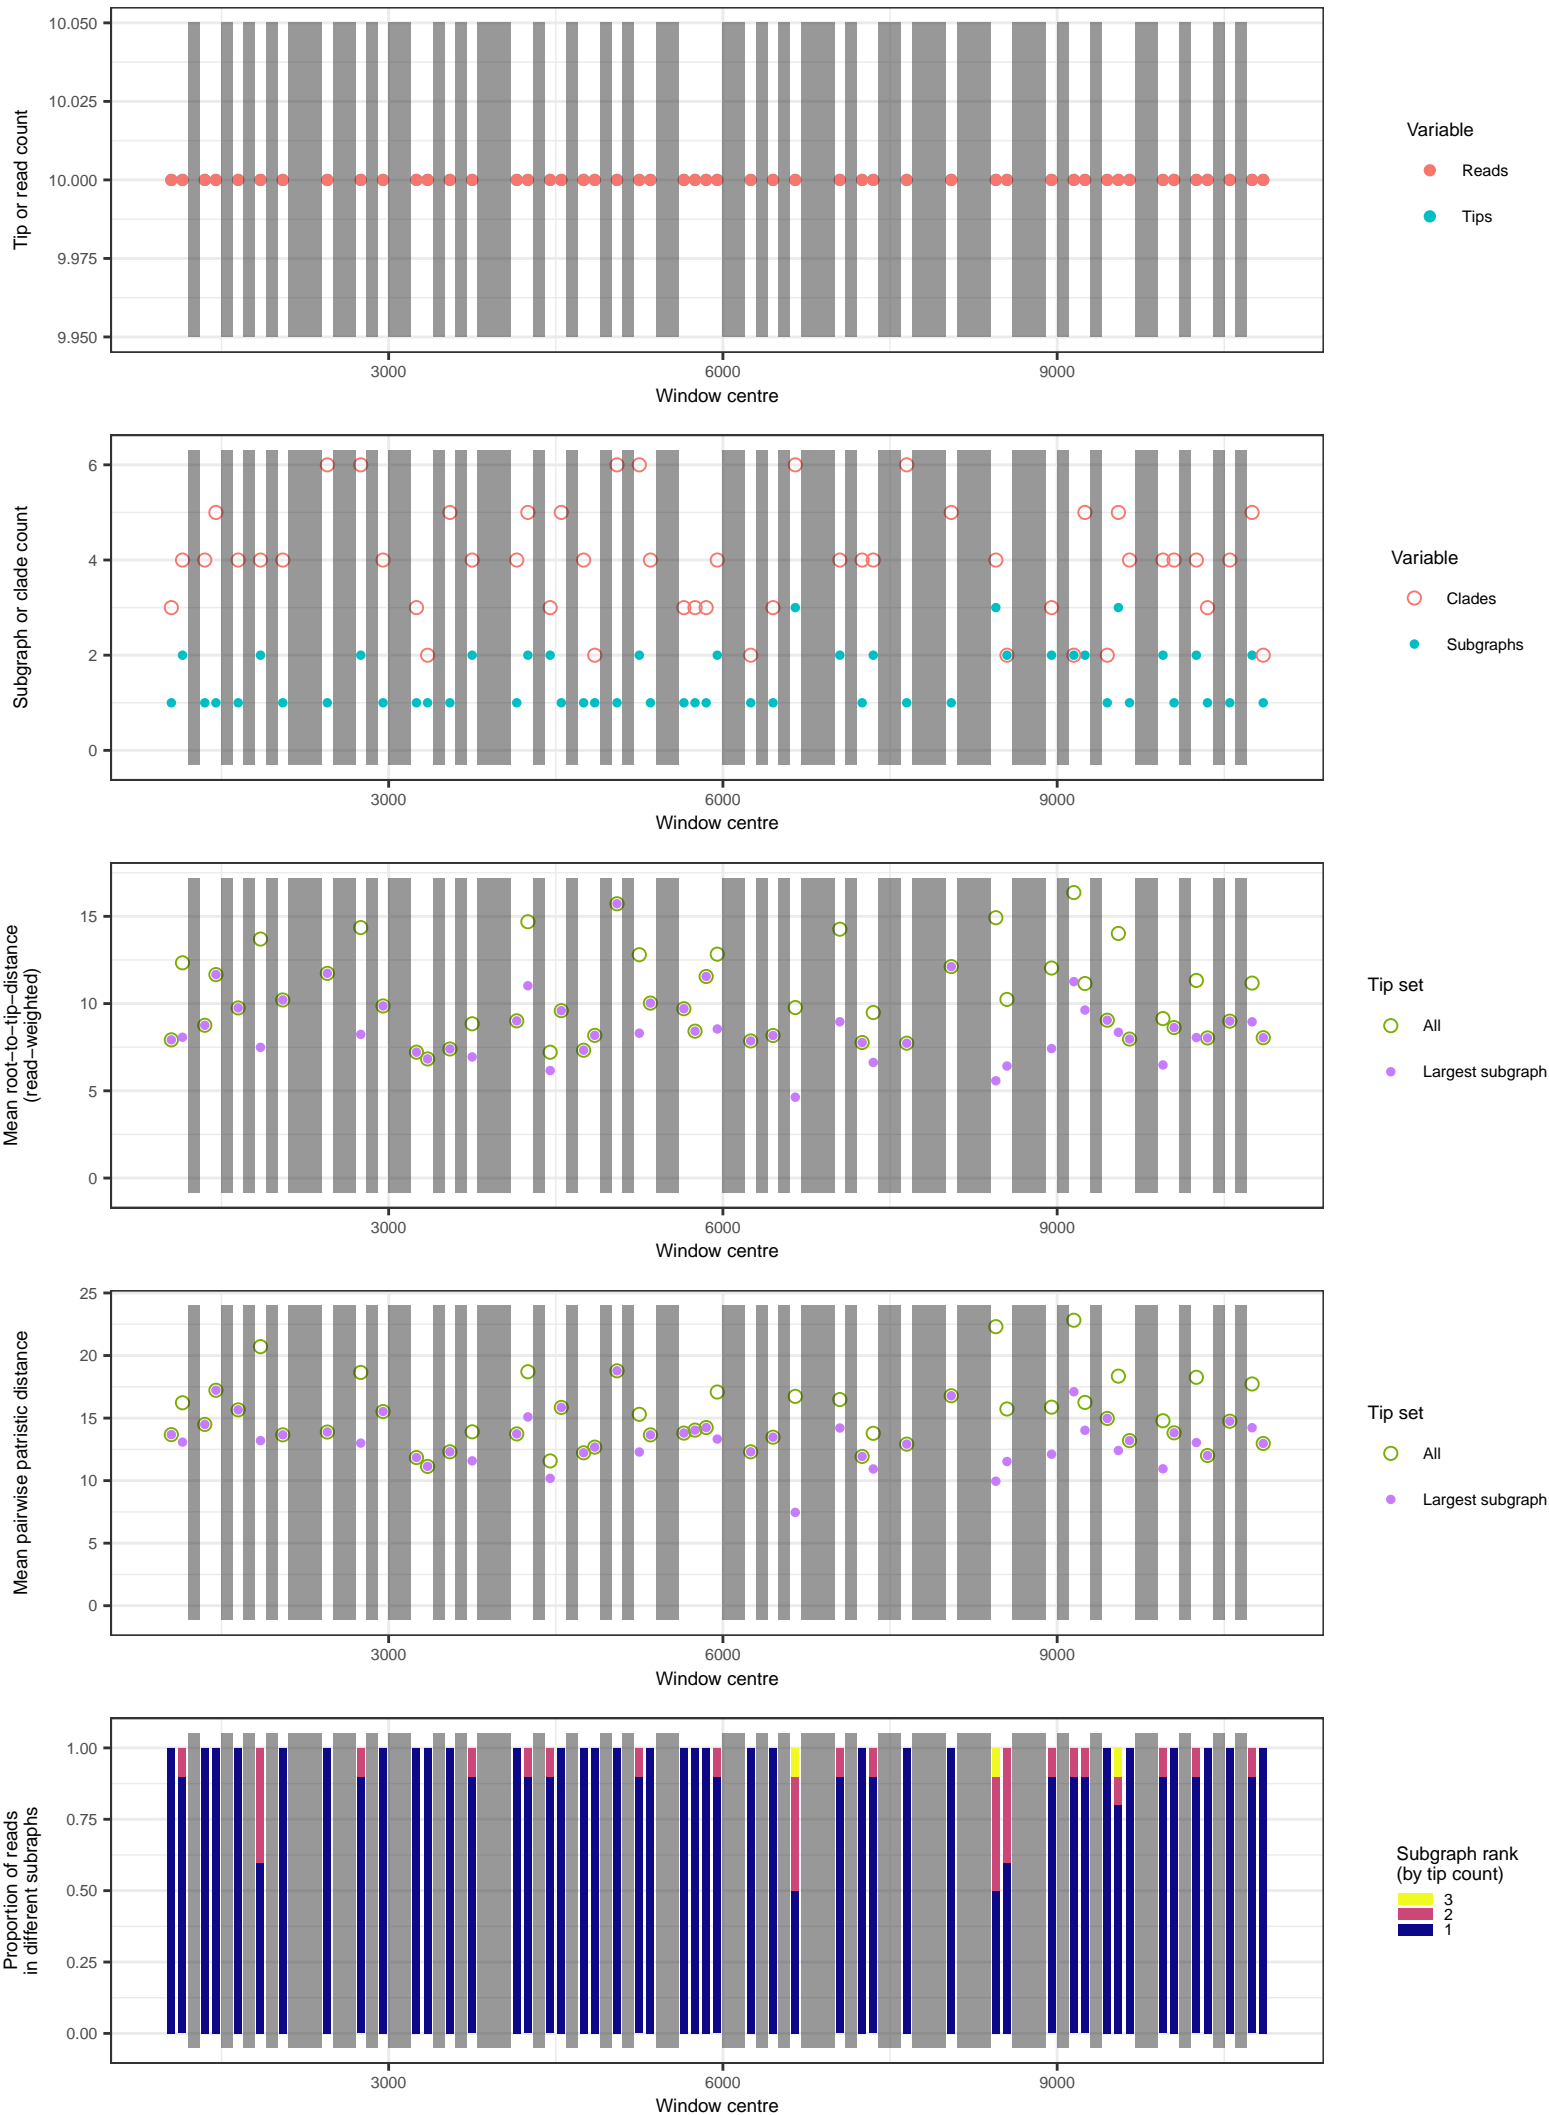 10.050
10.025
10.000
9.975
9.950
Tip or read count
3000
6000
9000
Window centre
Variable
Reads
Tips
6
4
2
0
Subgraph or clade count
3000
6000
9000
Window centre
Variable
Clades
Subgraphs
15
10
5
0
Mean root−to−tip−distance
(read−weighted)
3000
6000
9000
Window centre
Tip set
All
Largest subgraph
25
20
15
10
5
0
Mean pairwise patristic distance
3000
6000
9000
Window centre
Tip set
All
Largest subgraph
1.00
0.75
0.50
0.25
0.00
Proportion of reads
in different subraphs
3000
6000
9000
Window centre
Subgraph rank
(by tip count)
3
2
1